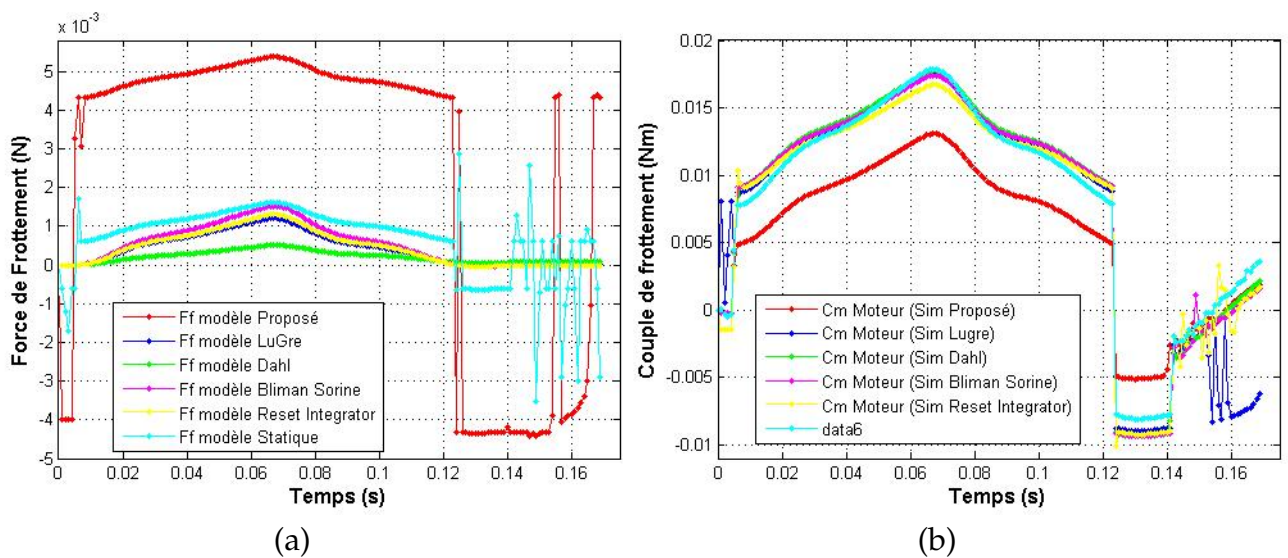 x 10⁻³
5
4
3
2
1
0
-1
-2
-3
-4
-5
Force de Frottement (N)
0
0.02
0.04
0.06
0.08
0.1
0.12
0.14
0.16
Temps (s)
Ff modèle Proposé
Ff modèle LuGre
Ff modèle Dahl
Ff modèle Bliman Sorine
Ff modèle Reset Integrator
Ff modèle Statique
(a)
0.02
0.015
0.01
0.005
0
-0.005
-0.01
Couple de frottement (Nm)
0
0.02
0.04
0.06
0.08
0.1
0.12
0.14
0.16
Temps (s)
Cm Moteur (Sim Proposé)
Cm Moteur (Sim Lugre)
Cm Moteur (Sim Dahl)
Cm Moteur (Sim Bliman Sorine)
Cm Moteur (Sim Reset Integrator)
data6
(b)